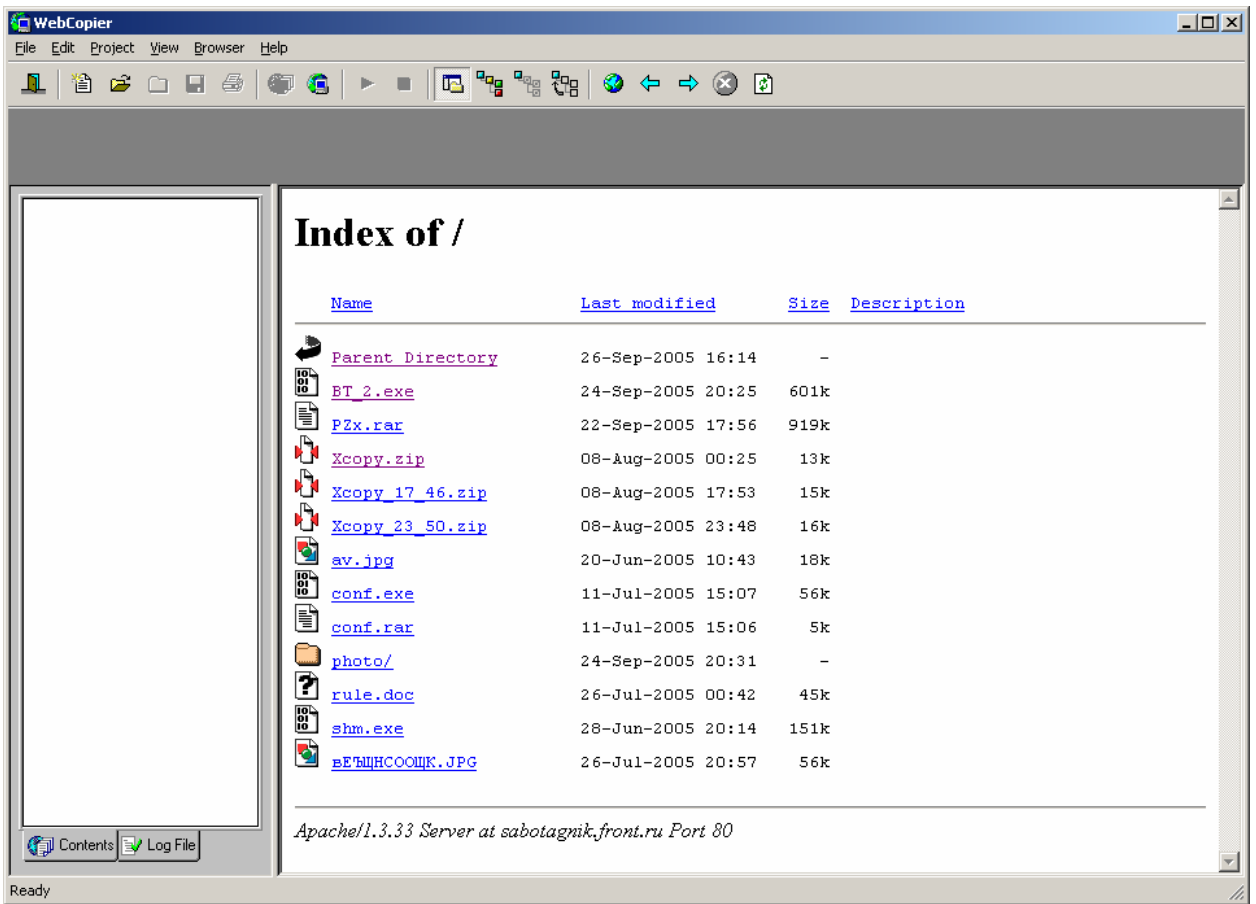 WebCopier
File Edit Project View Browser Help
Index of /
Name Last modified Size Description
Parent Directory 26-Sep-2005 16:14 -
BT_2.exe 24-Sep-2005 20:25 601k
PZx.rar 22-Sep-2005 17:56 919k
Xcopy.zip 08-Aug-2005 00:25 13k
Xcopy_17_46.zip 08-Aug-2005 17:53 15k
Xcopy_23_50.zip 08-Aug-2005 23:48 16k
av.jpg 20-Jun-2005 10:43 18k
conf.exe 11-Jul-2005 15:07 56k
conf.rar 11-Jul-2005 15:06 5k
photo/ 24-Sep-2005 20:31 -
rule.doc 26-Jul-2005 00:42 45k
shm.exe 28-Jun-2005 20:14 151k
вЕЪЩНСООЩК.JPG 26-Jul-2005 20:57 56k
Apache/1.3.33 Server at sabotagnik.front.ru Port 80
Contents Log File
Ready